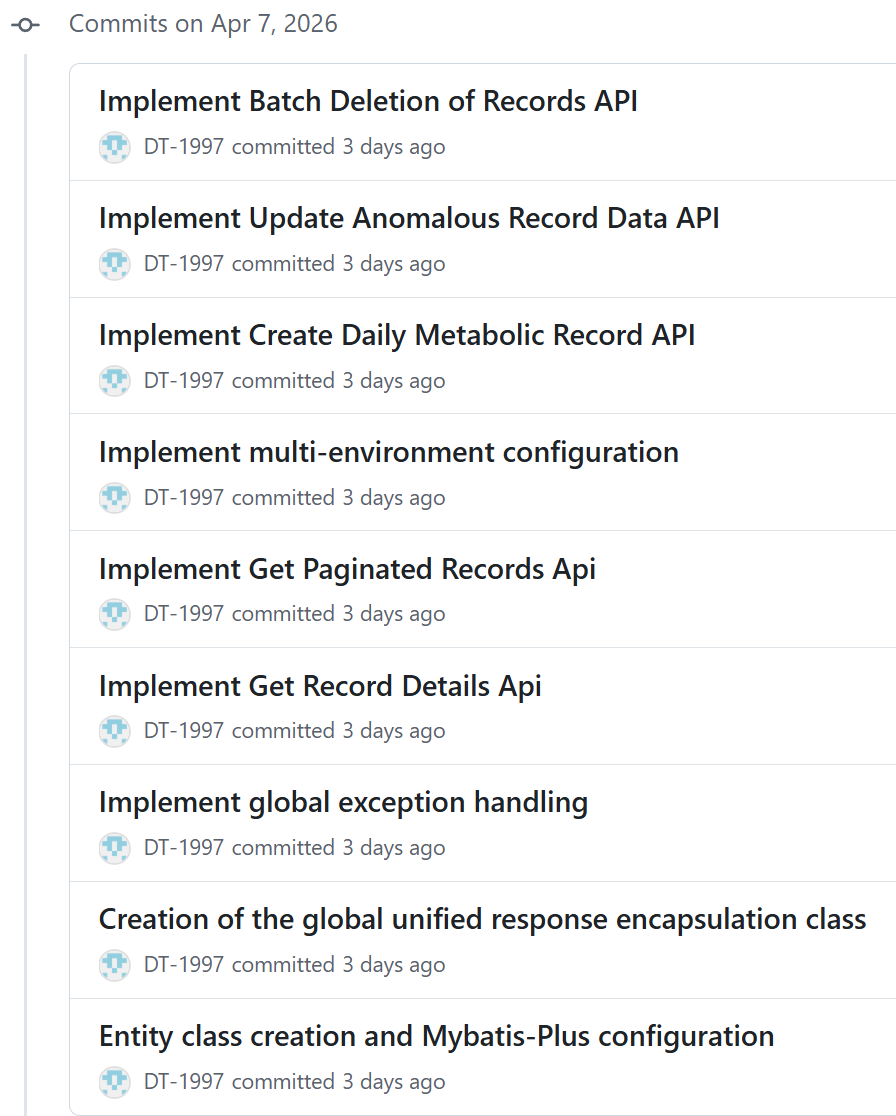 Commits on Apr 7, 2026
Implement Batch Deletion of Records API
DT-1997 committed 3 days ago
Implement Update Anomalous Record Data API
DT-1997 committed 3 days ago
Implement Create Daily Metabolic Record API
DT-1997 committed 3 days ago
Implement multi-environment configuration
DT-1997 committed 3 days ago
Implement Get Paginated Records Api
DT-1997 committed 3 days ago
Implement Get Record Details Api
DT-1997 committed 3 days ago
Implement global exception handling
DT-1997 committed 3 days ago
Creation of the global unified response encapsulation class
DT-1997 committed 3 days ago
Entity class creation and Mybatis-Plus configuration
DT-1997 committed 3 days ago